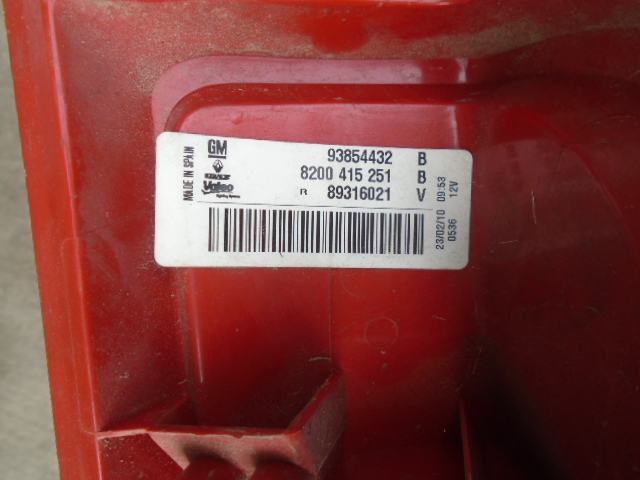 MADE IN SPAIN
GM 93854432 B
8200 415 251 B
Valeo R 89316021 V
23/02/10 09:53
0536 12V